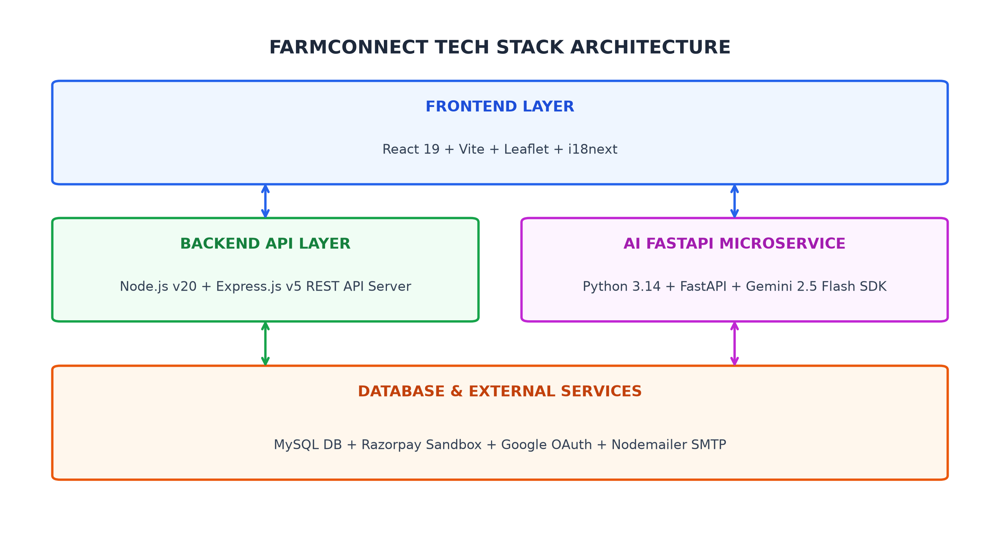 FARMCONNECT TECH STACK ARCHITECTURE
FRONTEND LAYER
React 19 + Vite + Leaflet + i18next
BACKEND API LAYER
Node.js v20 + Express.js v5 REST API Server
AI FASTAPI MICROSERVICE
Python 3.14 + FastAPI + Gemini 2.5 Flash SDK
DATABASE & EXTERNAL SERVICES
MySQL DB + Razorpay Sandbox + Google OAuth + Nodemailer SMTP